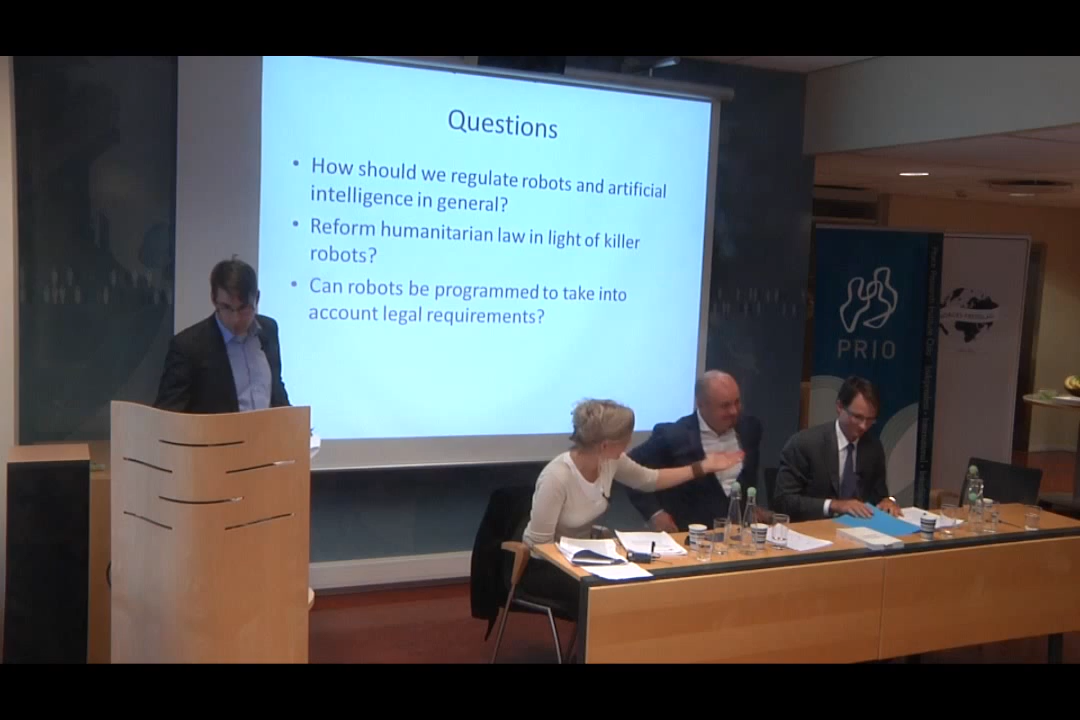 Questions
• How should we regulate robots and artificial
intelligence in general?
• Reform humanitarian law in light of killer
robots?
• Can robots be programmed to take into
account legal requirements?
PRIO